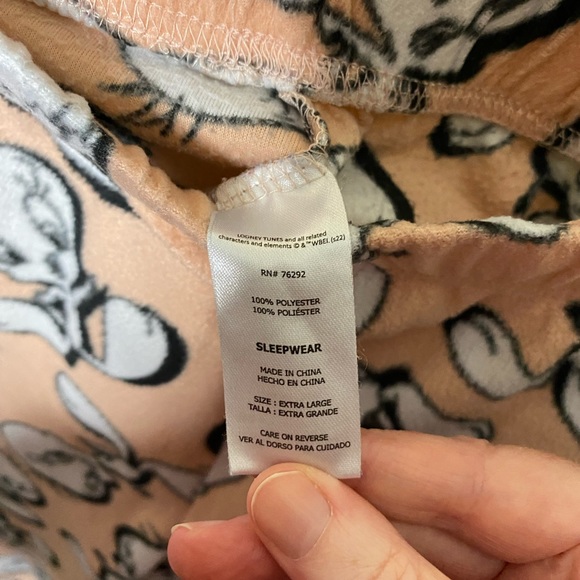 LOONEY TUNES and all related
characters and elements © & ™ WBEI. (s22)
RN# 76292
100% POLYESTER
100% POLIÉSTER
SLEEPWEAR
MADE IN CHINA
HECHO EN CHINA
SIZE : EXTRA LARGE
TALLA : EXTRA GRANDE
CARE ON REVERSE
VER AL DORSO PARA CUIDADO